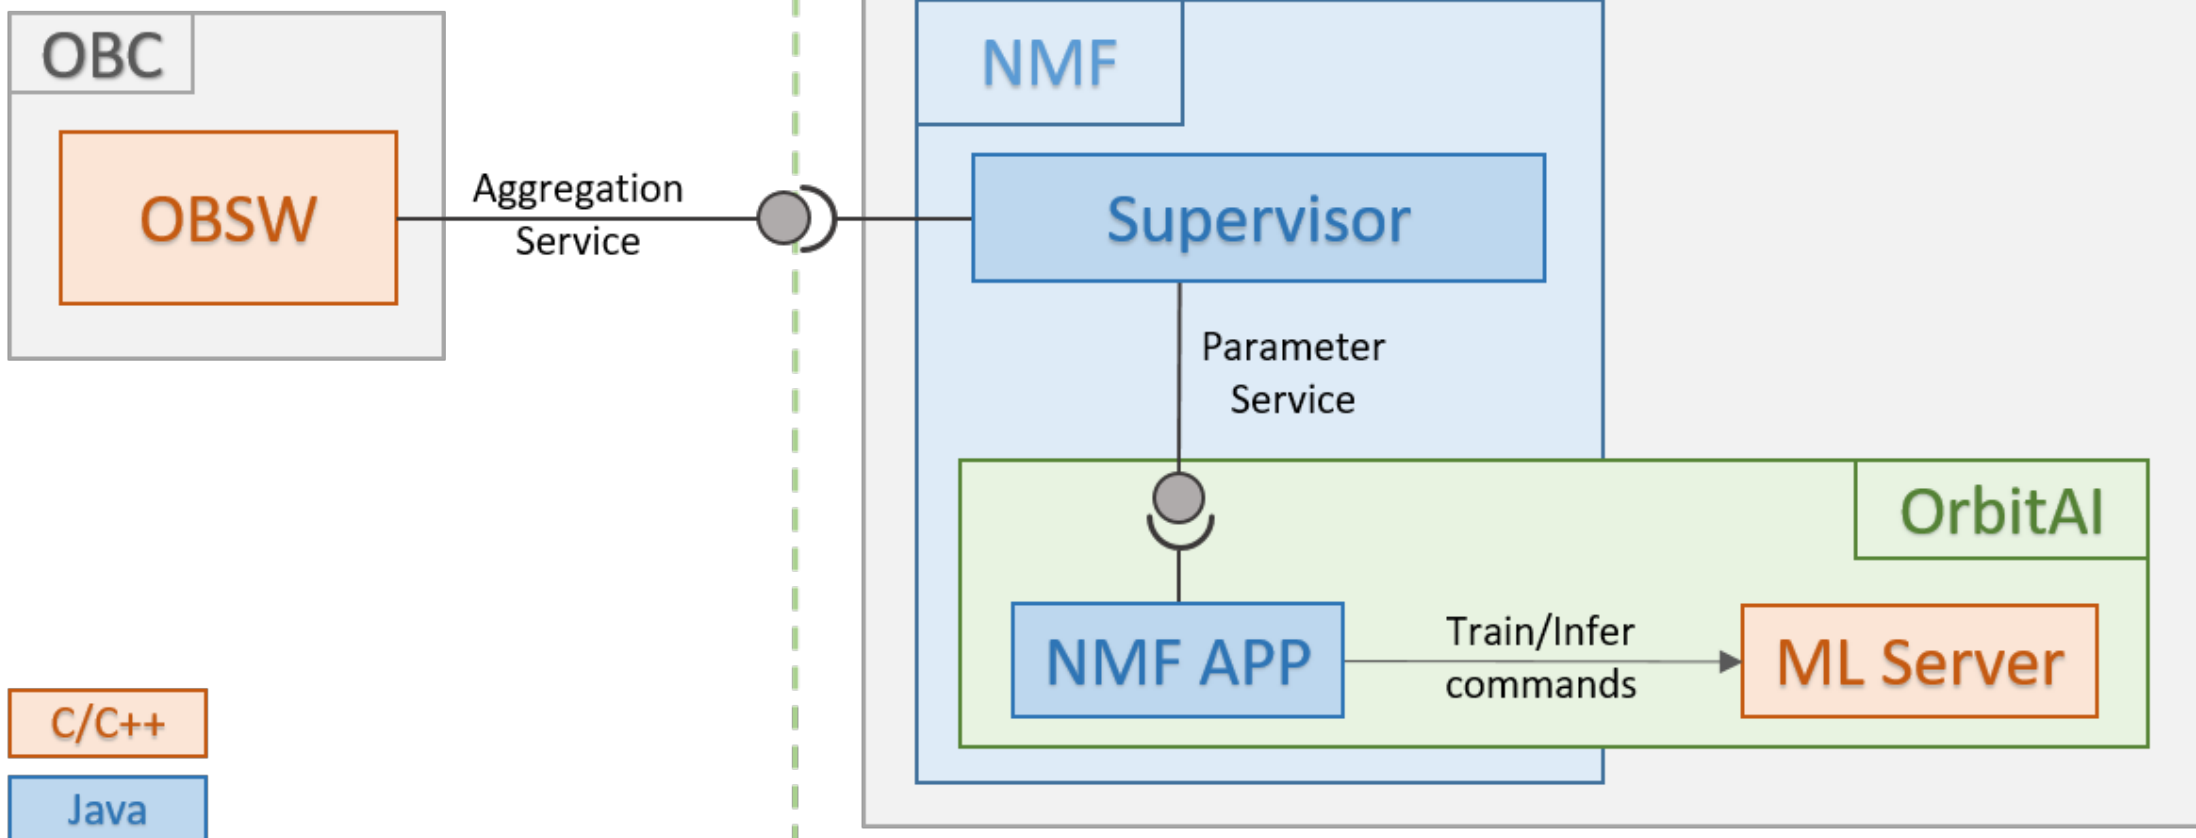 OBC
NMF
OBSW
Aggregation
Service
Supervisor
Parameter
Service
OrbitAI
NMF APP
Train/Infer
commands
ML Server
C/C++
Java